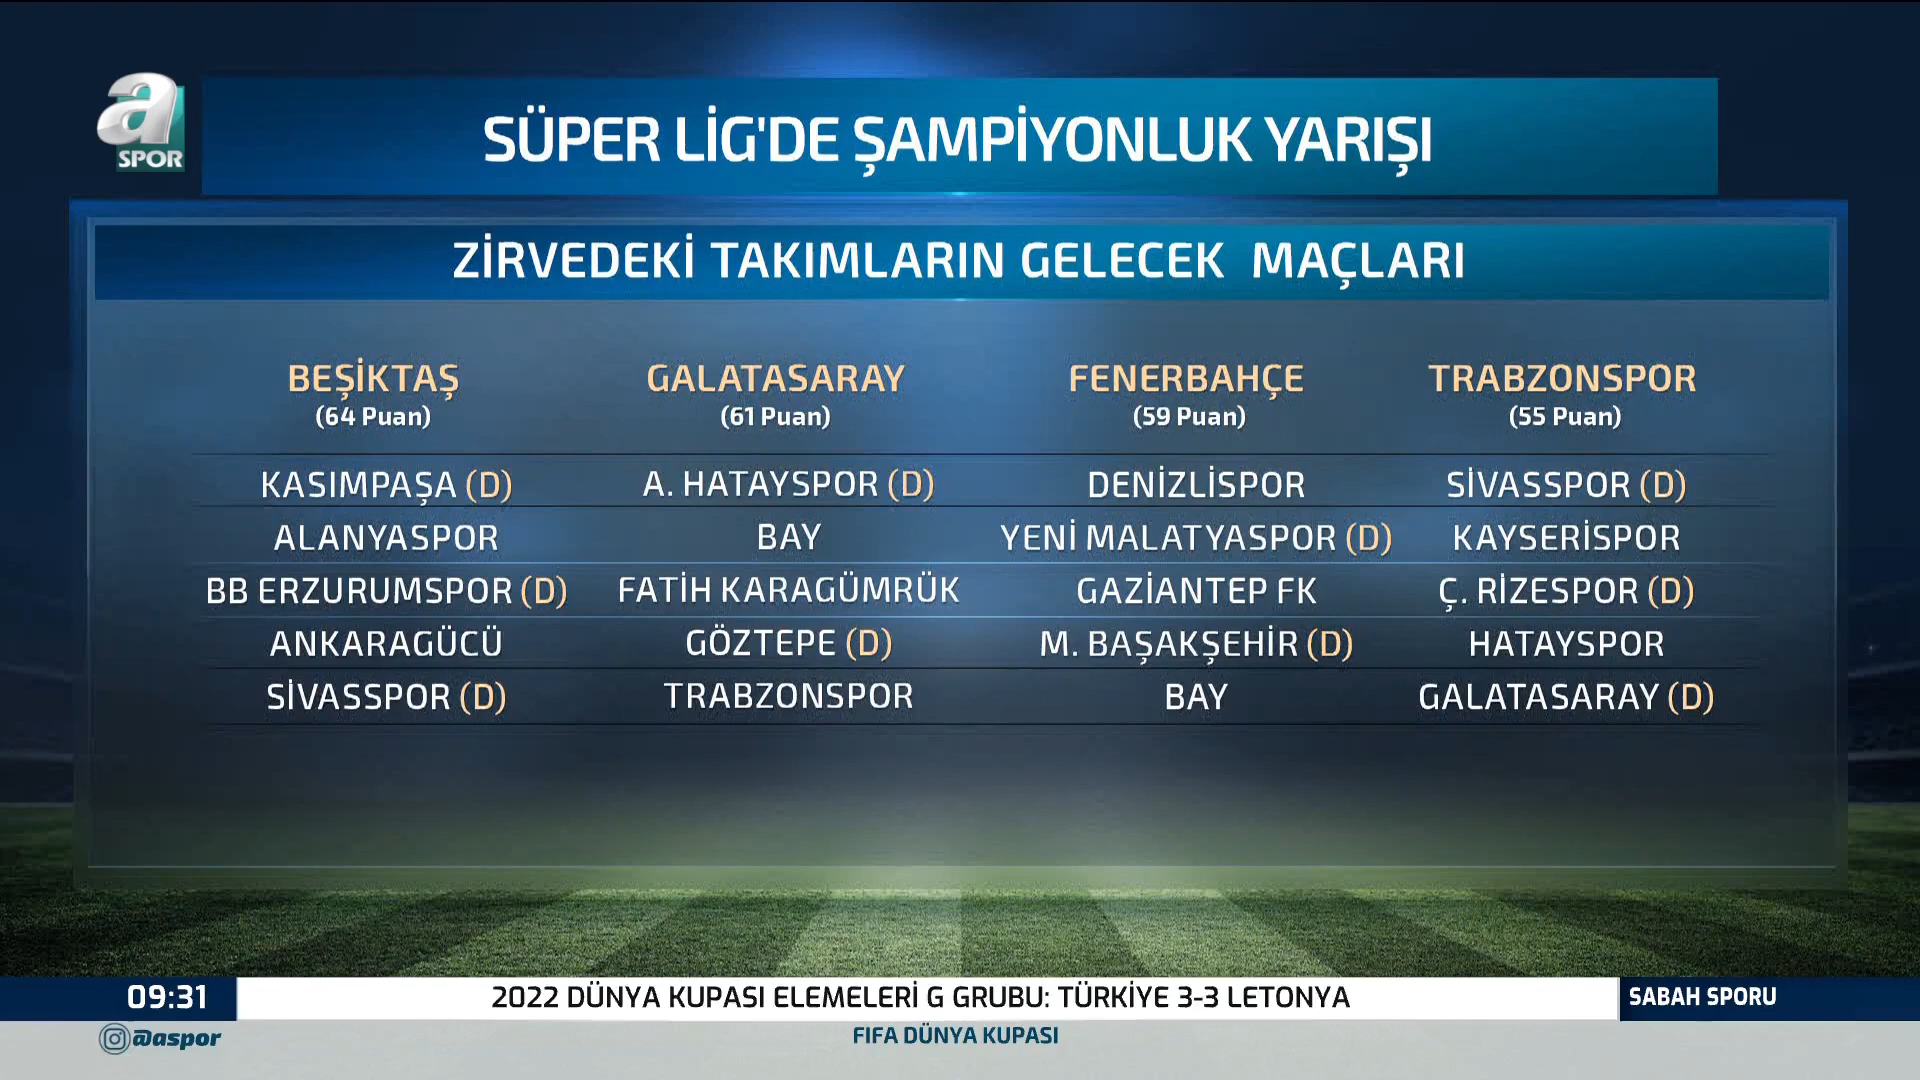 a
SPOR
SÜPER LİG'DE ŞAMPİYONLUK YARIŞI
ZİRVEDEKİ TAKIMLARIN GELECEK MAÇLARI
BEŞİKTAŞ GALATASARAY FENERBAHÇE TRABZONSPOR
(64 Puan) (61 Puan) (59 Puan) (55 Puan)
KASIMPAŞA (D) A. HATAYSPOR (D) DENİZLİSPOR SİVASSPOR (D)
ALANYASPOR BAY YENİ MALATYASPOR (D) KAYSERİSPOR
BB ERZURUMSPOR (D) FATİH KARAGÜMRÜK GAZİANTEP FK Ç. RİZESPOR (D)
ANKARAGÜCÜ GÖZTEPE (D) M. BAŞAKŞEHİR (D) HATAYSPOR
SİVASSPOR (D) TRABZONSPOR BAY GALATASARAY (D)
09:31 2022 DÜNYA KUPASI ELEMELERİ G GRUBU: TÜRKİYE 3-3 LETONYA SABAH SPORU
@aspor FIFA DÜNYA KUPASI